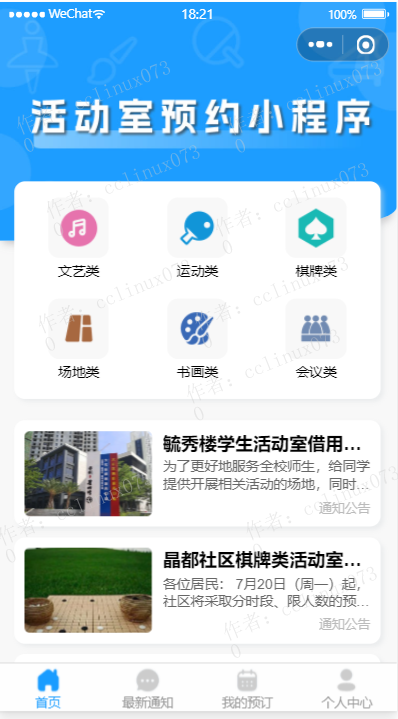 WeChat
18:21
100%
活动室预约小程序
文艺类
运动类
棋牌类
场地类
书画类
会议类
毓秀楼学生活动室借用...
为了更好地服务全校师生，给同学
提供开展相关活动的场地，同时...
通知公告
晶都社区棋牌类活动室...
各位居民： 7月20日（周一）起，
社区将采取分时段、限人数的预...
通知公告
首页
最新通知
我的预订
个人中心
作者：cclinux0730